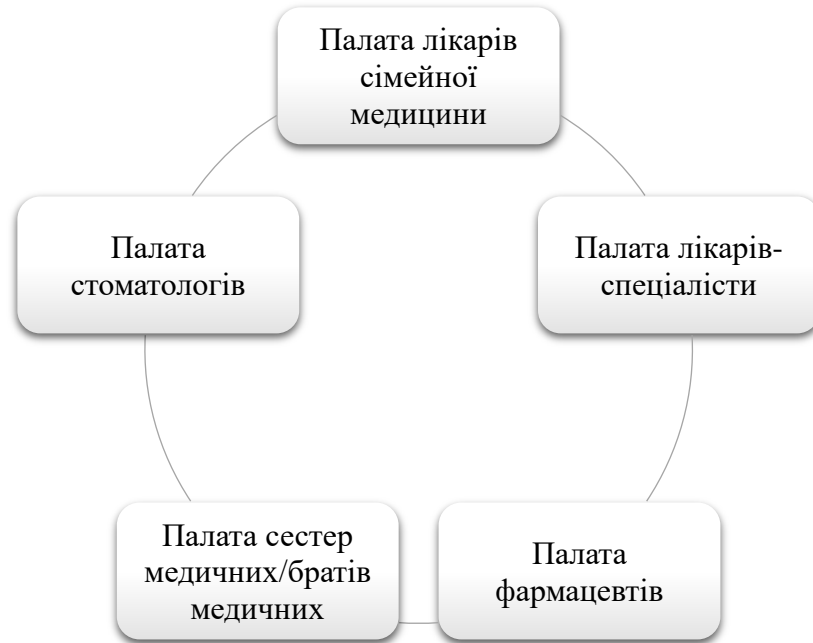 Палата лікарів
сімейної
медицини
Палата
стоматологів
Палата лікарів-
спеціалісти
Палата сестер
медичних/братів
медичних
Палата
фармацевтів